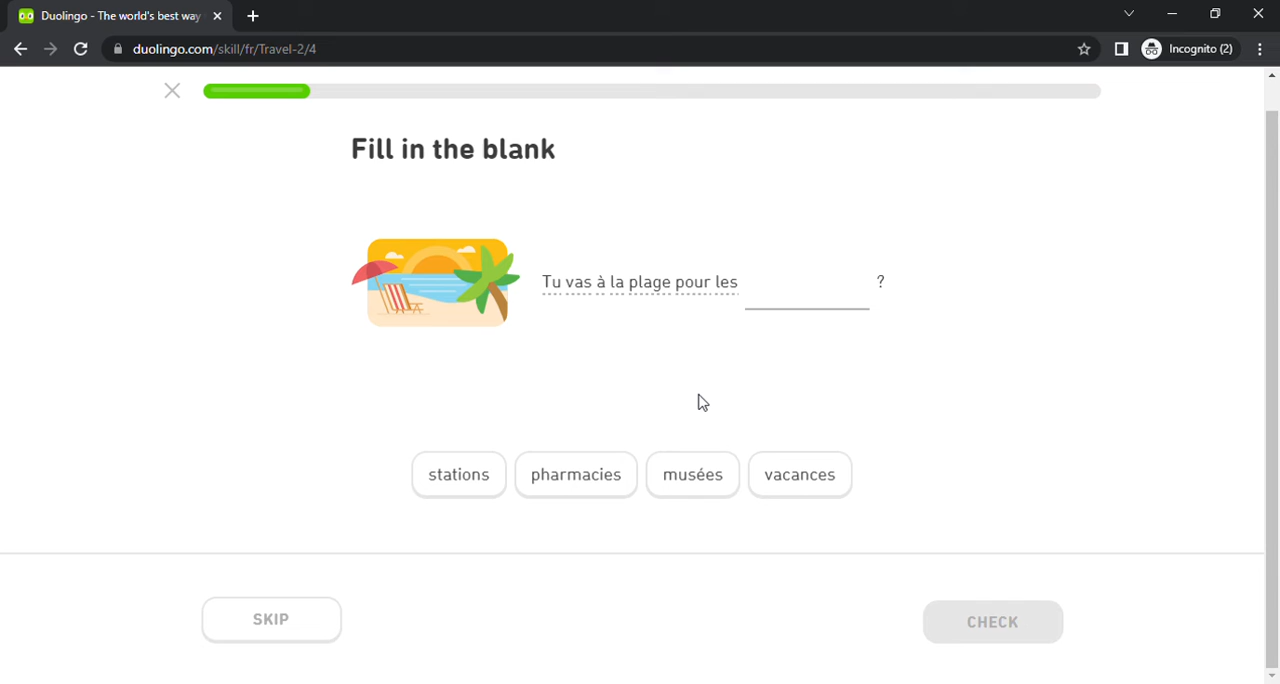 Duolingo - The world's best way
duolingo.com/skill/fr/Travel-2/4
Incognito (2)
Fill in the blank
Tu vas à la plage pour les ?
stations pharmacies musées vacances
SKIP CHECK